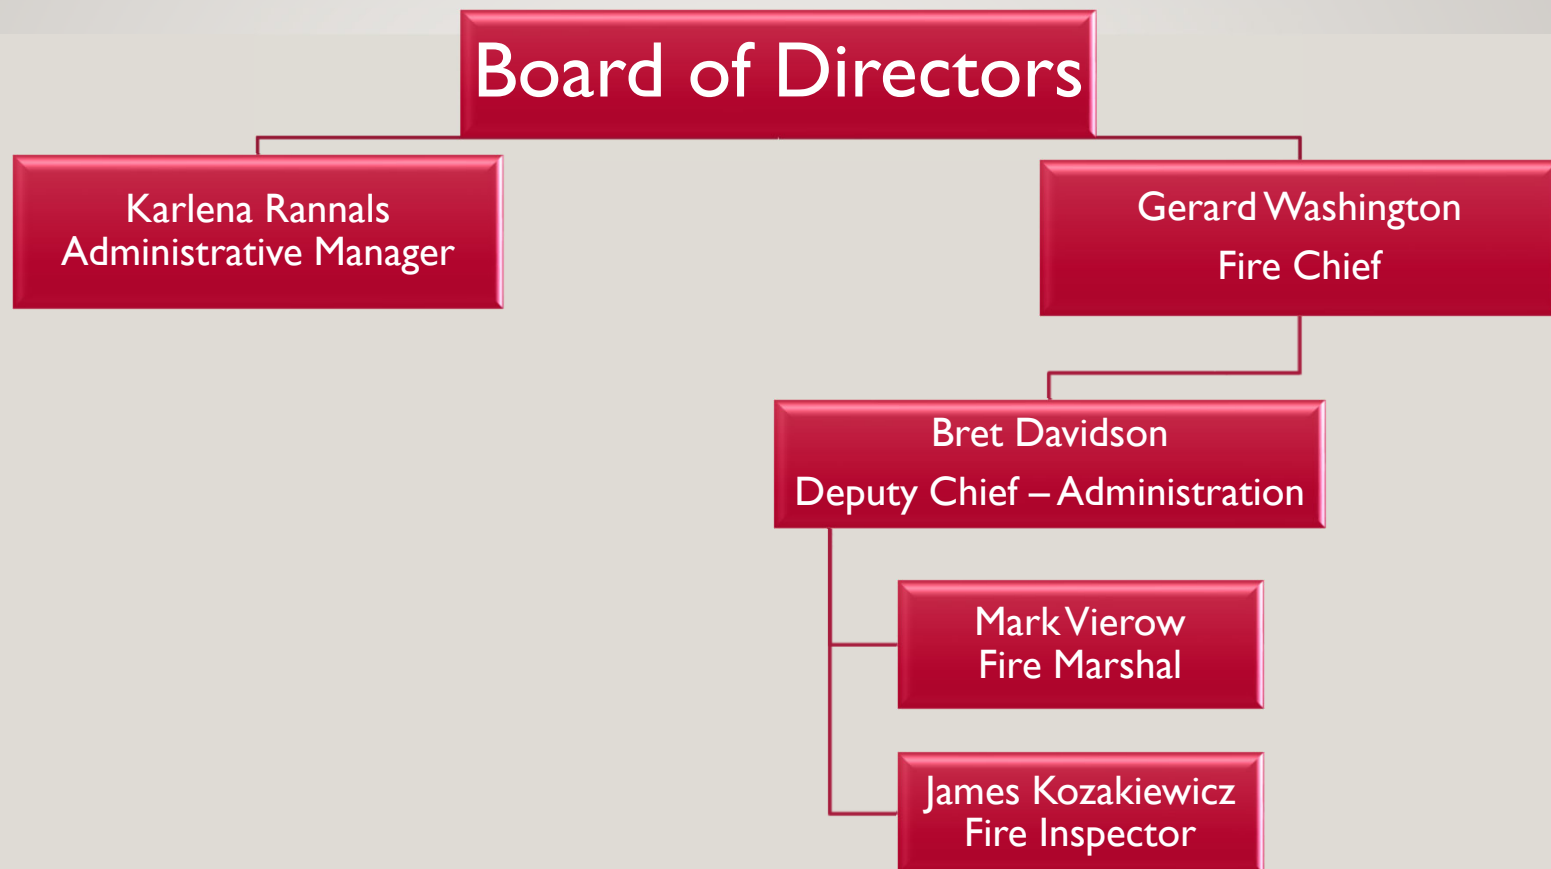 Board of Directors
Karlena Rannals
Administrative Manager
Gerard Washington
Fire Chief
Bret Davidson
Deputy Chief – Administration
Mark Vierow
Fire Marshal
James Kozakiewicz
Fire Inspector